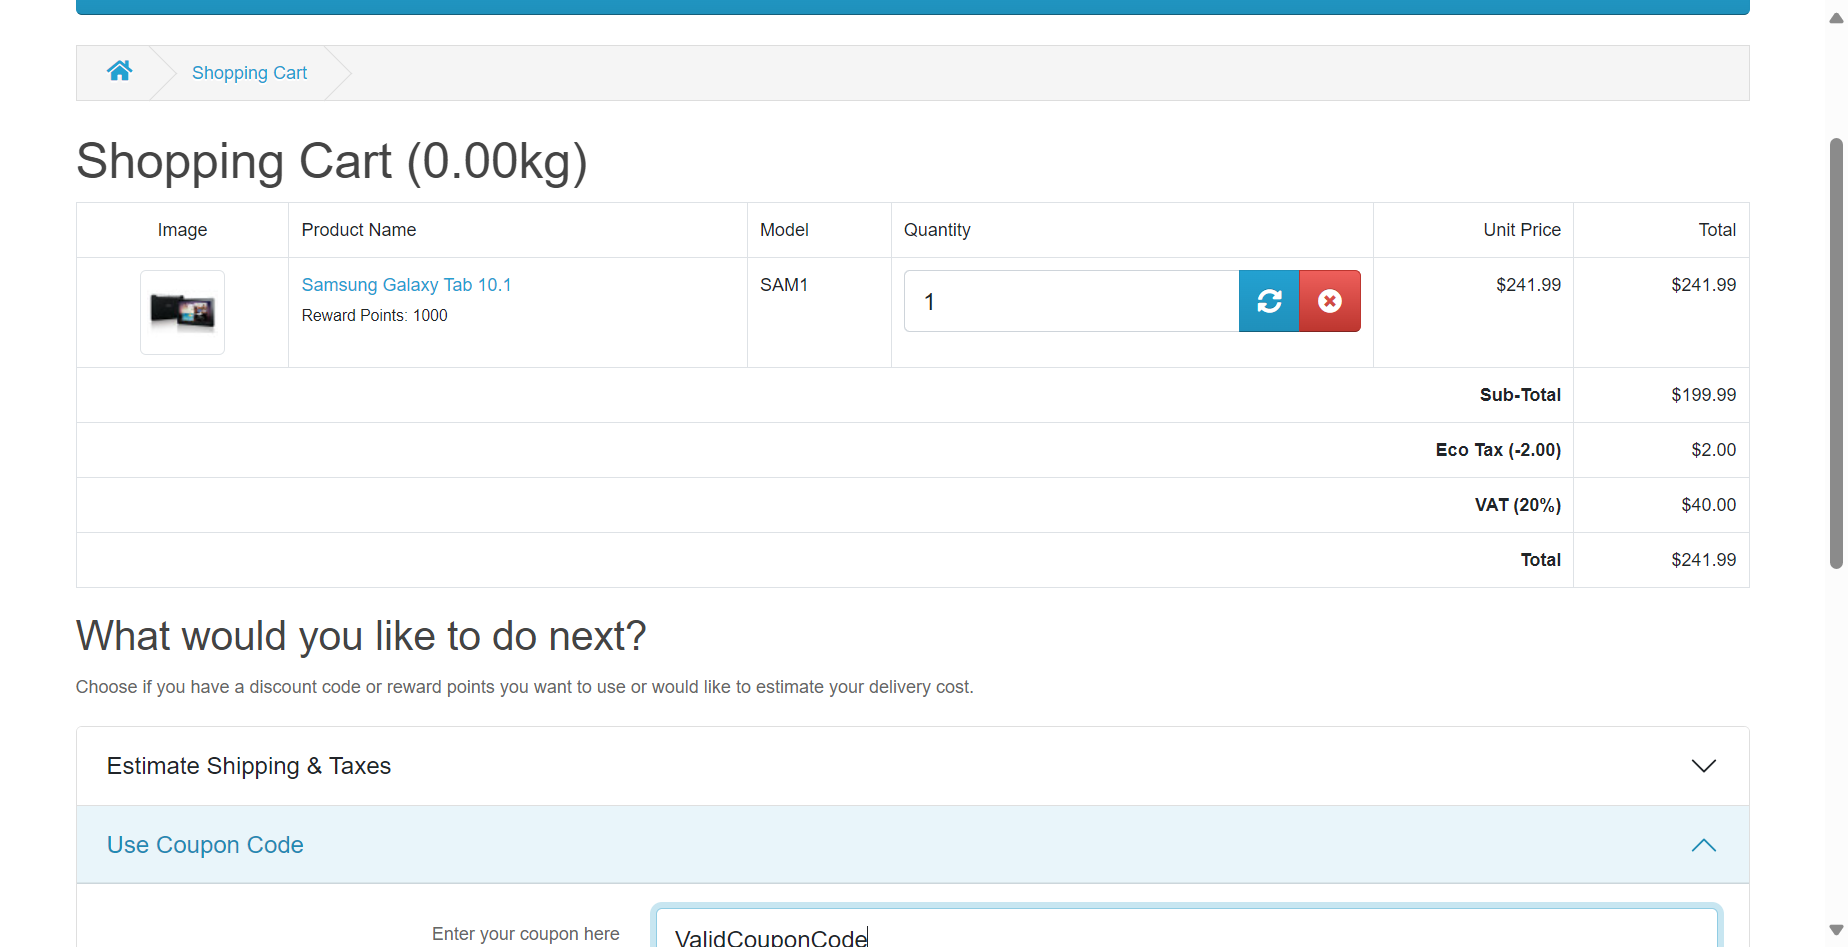 Shopping Cart
Shopping Cart (0.00kg)
Image Product Name Model Quantity Unit Price Total
Samsung Galaxy Tab 10.1 SAM1 1 $241.99 $241.99
Reward Points: 1000
Sub-Total $199.99
Eco Tax (-2.00) $2.00
VAT (20%) $40.00
Total $241.99
What would you like to do next?
Choose if you have a discount code or reward points you want to use or would like to estimate your delivery cost.
Estimate Shipping & Taxes
Use Coupon Code
Enter your coupon here ValidCouponCode